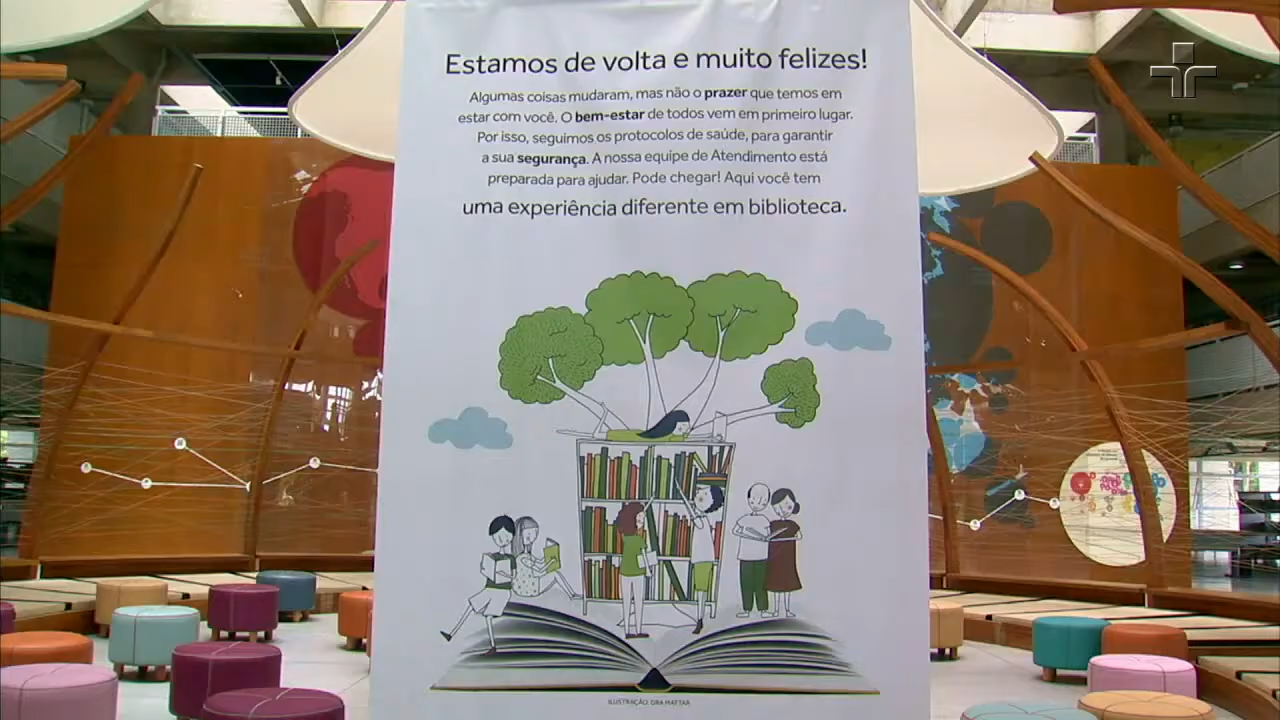 Estamos de volta e muito felizes!
Algumas coisas mudaram, mas não o prazer que temos em
estar com você. O bem-estar de todos vem em primeiro lugar.
Por isso, seguimos os protocolos de saúde, para garantir
a sua segurança. A nossa equipe de Atendimento está
preparada para ajudar. Pode chegar! Aqui você tem
uma experiência diferente em biblioteca.
ILUSTRAÇÃO: GRA MATTAR